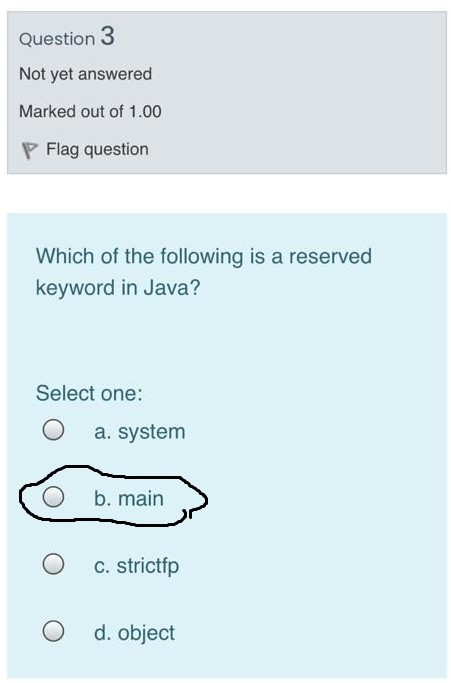 Question 3
Not yet answered
Marked out of 1.00
Flag question
Which of the following is a reserved
keyword in Java?
Select one:
a. system
b. main
c. strictfp
d. object